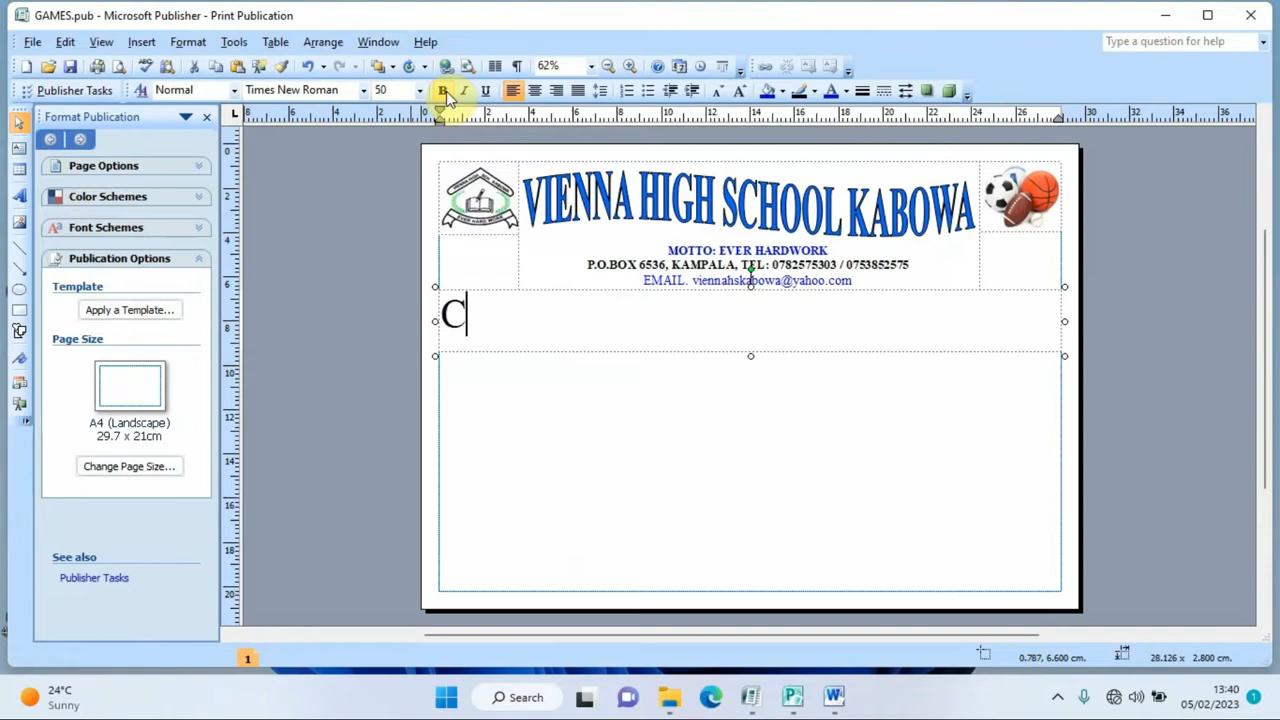 GAMES.pub - Microsoft Publisher - Print Publication
File Edit View Insert Format Tools Table Arrange Window Help
Type a question for help
62%
Publisher Tasks Normal Times New Roman 50 B I U
Format Publication
Page Options
Color Schemes
Font Schemes
Publication Options
Template
Apply a Template...
Page Size
A4 (Landscape)
29.7 x 21cm
Change Page Size...
See also
Publisher Tasks
VIENNA HIGH SCHOOL KABOWA
MOTTO: EVER HARDWORK
P.O.BOX 6536, KAMPALA, TEL: 0782575303 / 0753852575
EMAIL. viennahskabowa@yahoo.com
C
1
0.787, 6.600 cm.
28.126 x 2.800 cm.
24°C
Sunny
Search
13:40
05/02/2023